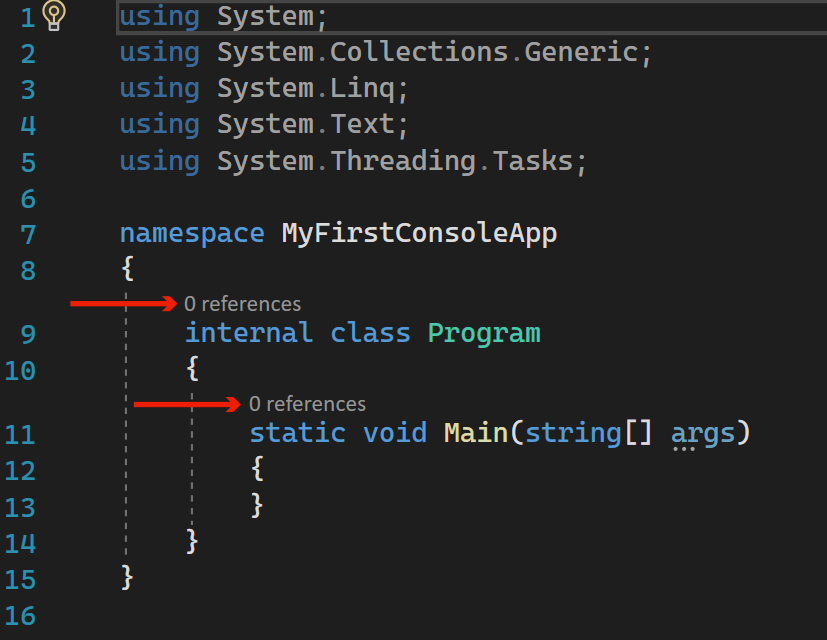 1 using System;
2 using System.Collections.Generic;
3 using System.Linq;
4 using System.Text;
5 using System.Threading.Tasks;
6
7 namespace MyFirstConsoleApp
8 {
0 references
9 internal class Program
10 {
0 references
11 static void Main(string[] args)
12 {
13 }
14 }
15 }
16